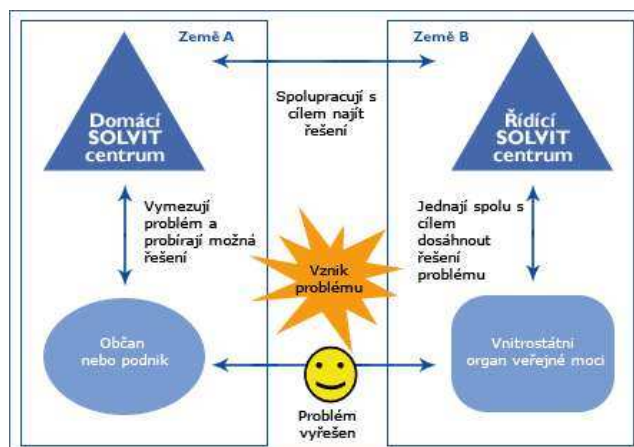 Země A
Země B
Spolupracují s
cílem najít
řešení
Domácí
SOLVIT
centrum
Řídící
SOLVIT
centrum
Vymezují
problém a
probírají možná
řešení
Jednají spolu s
cílem
dosáhnout
řešení
problému
Vznik
problému
Občan
nebo podnik
Vnitrostátní
organ veřejné moci
Problém
vyřešen